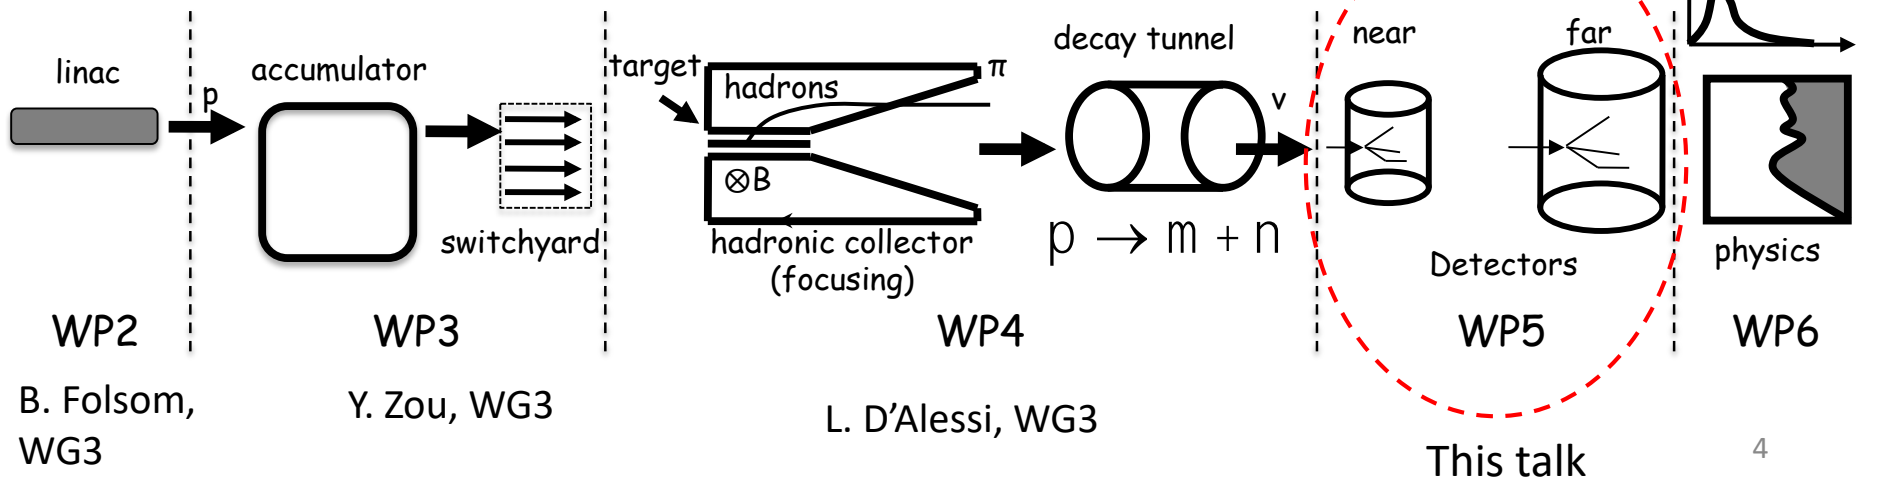 linac
p
accumulator
switchyard
target
hadrons
π
⊗B
hadronic collector
(focusing)
decay tunnel
ν
p → m + n
near
far
Detectors
physics
WP2
WP3
WP4
WP5
WP6
B. Folsom,
WG3
Y. Zou, WG3
L. D’Alessi, WG3
This talk
4